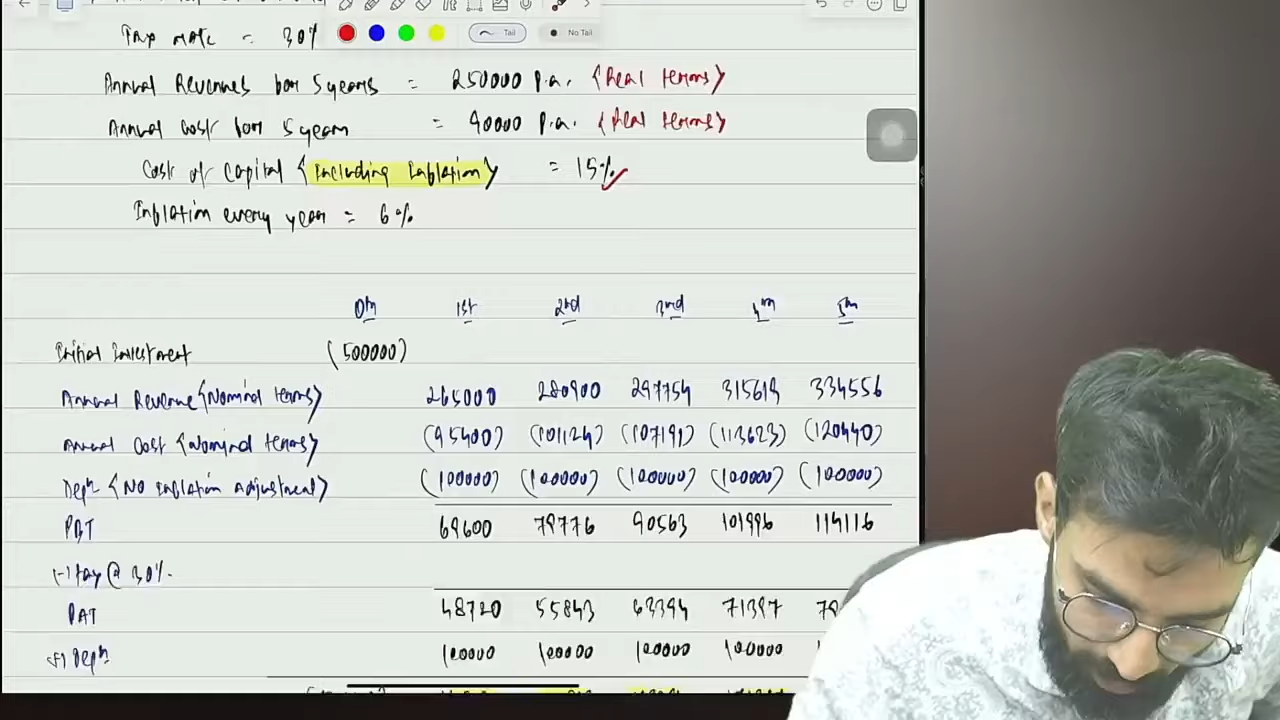 Tax rate = 30%
Tail
No Tail
Annual Revenues for 5 years = 250000 P.a. {Real terms}
Annual Cost for 5 years = 90000 P.a. {Real terms}
Cost of Capital {Including Inflation} = 15%
Inflation every year = 6%
0th 1st 2nd 3rd 4th 5th
Initial Investment (500000)
Annual Revenue {Nominal terms} 265000 280900 297754 315619 334556
Annual Cost {Nominal terms} (95400) (101124) (107191) (113623) (120440)
Depn {No Inflation Adjustment} (100000) (100000) (100000) (100000) (100000)
PBT 69600 79776 90563 101996 114116
(-) Tax @ 30%
PAT 48720 55843 63394 71397
(+) Depn 100000 100000 100000 100000